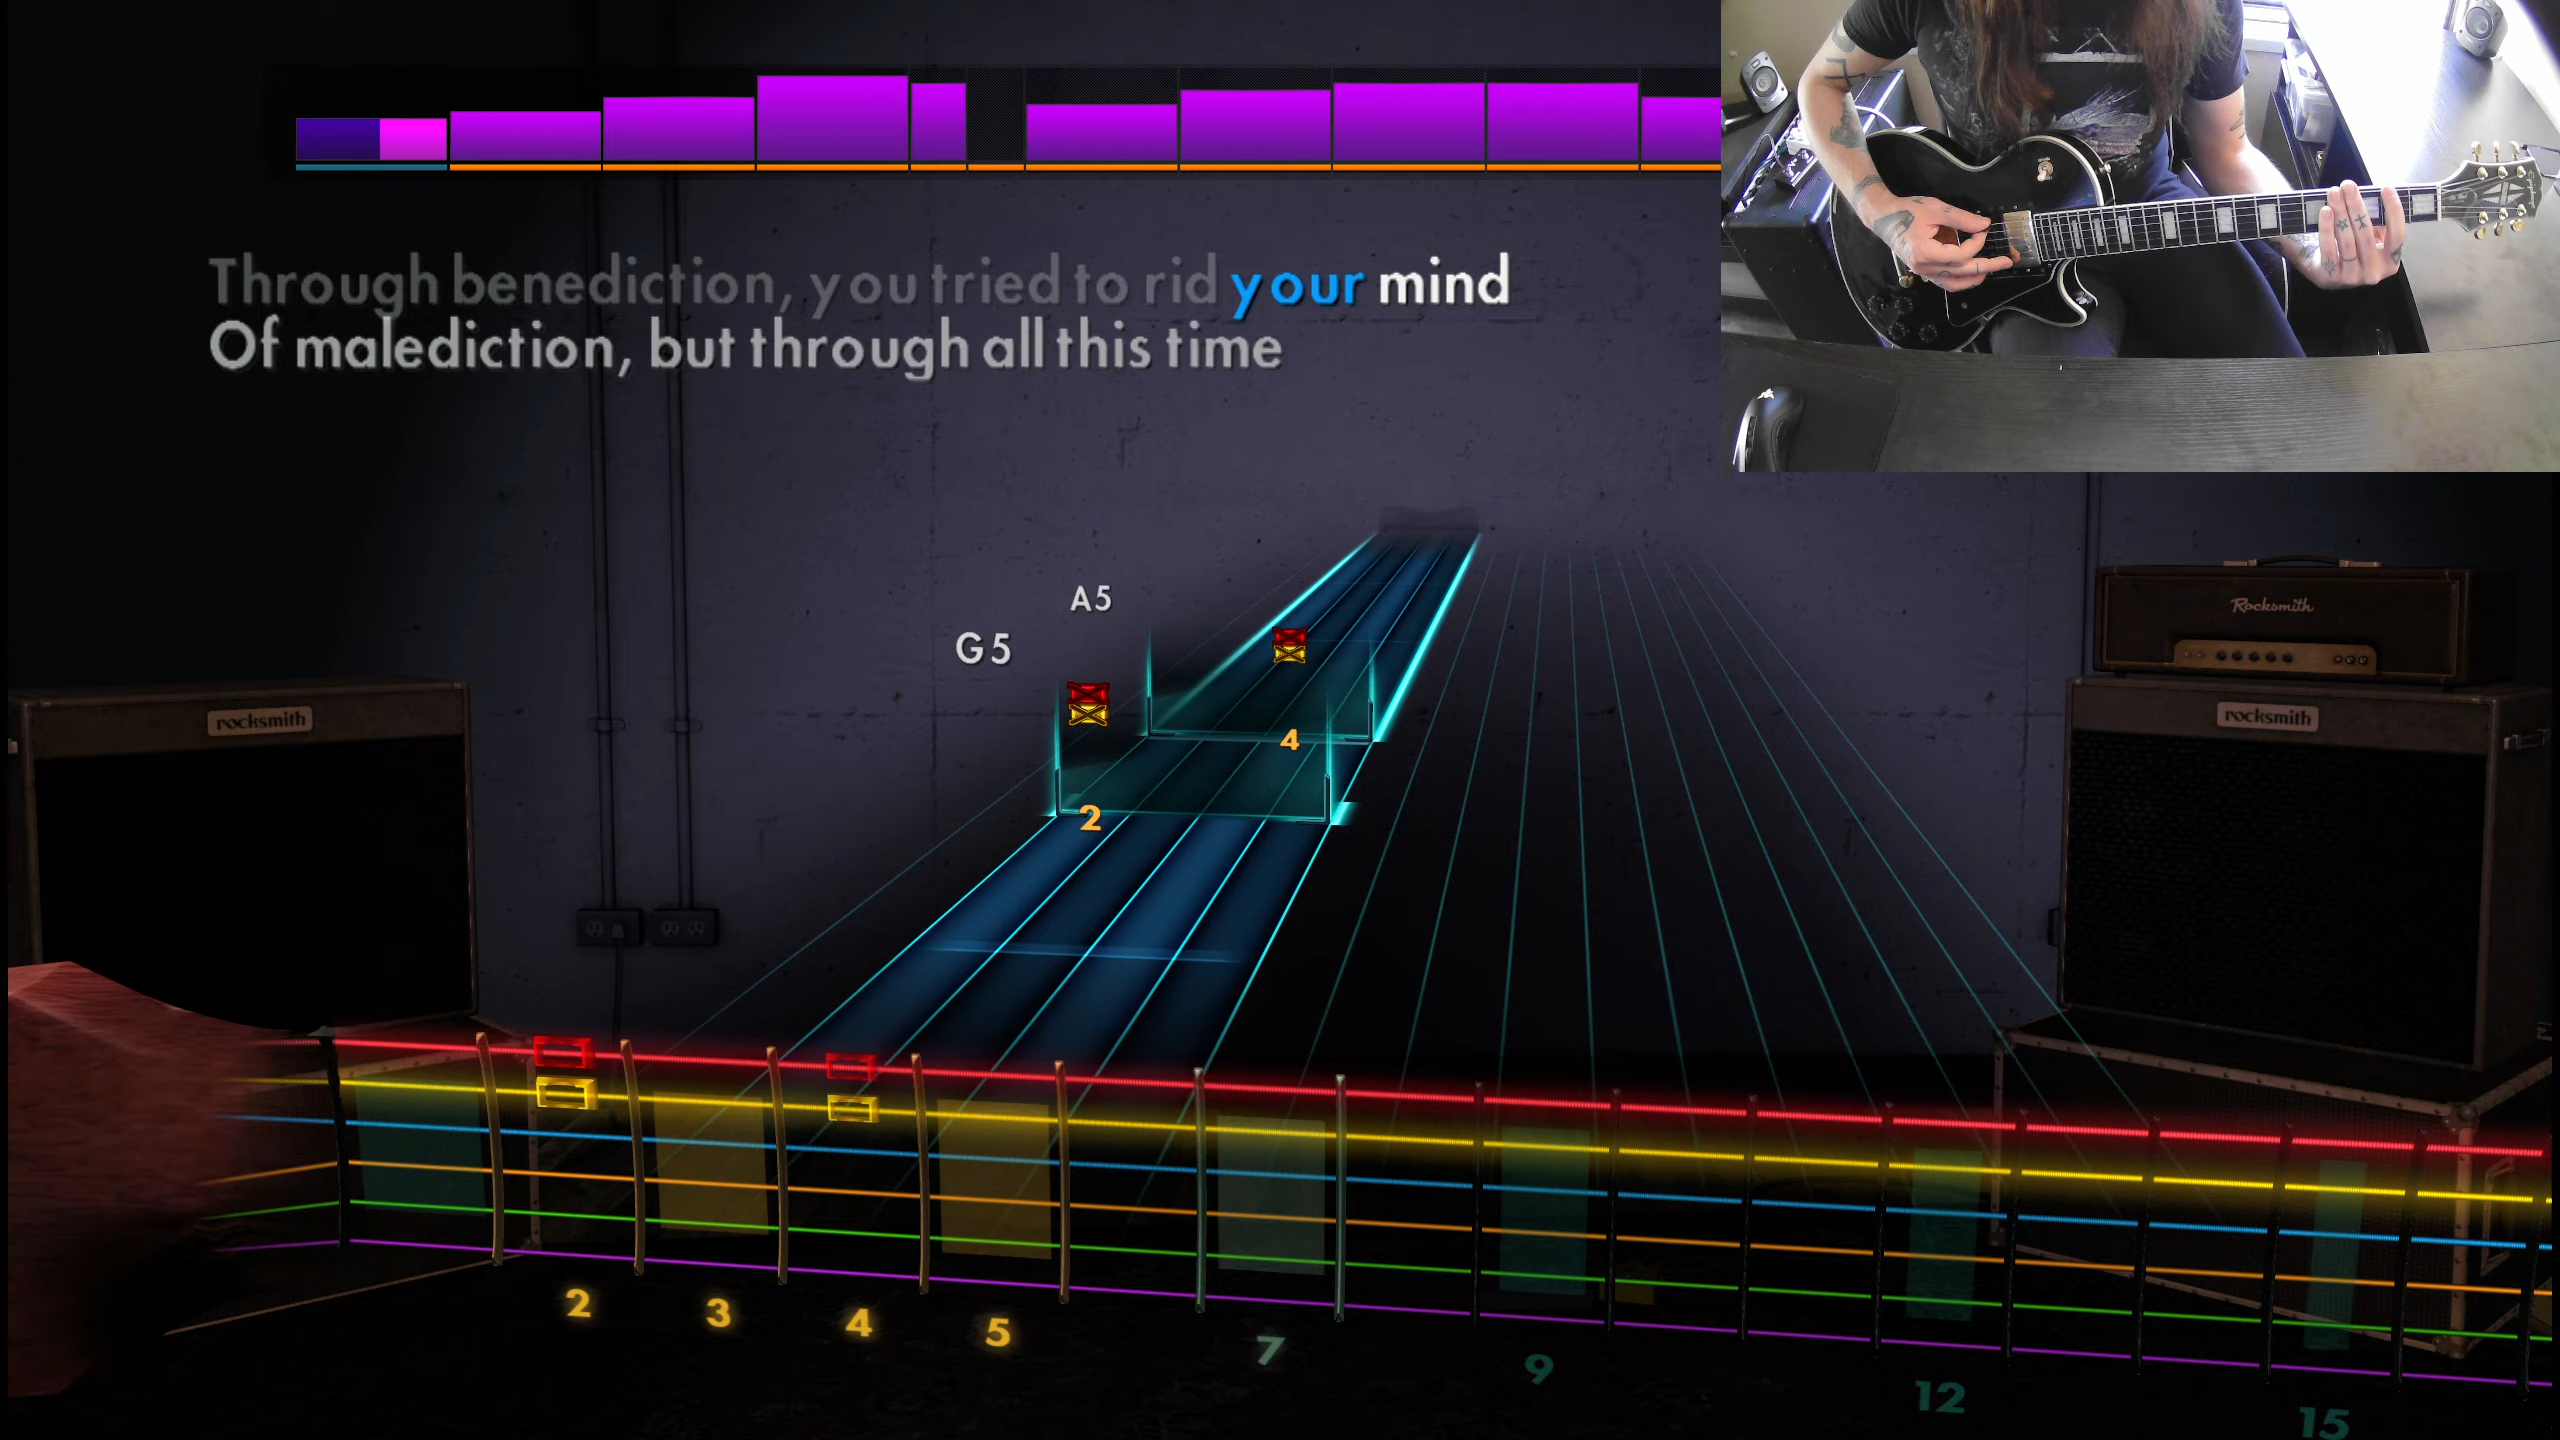 Through benediction, you tried to rid your mind
Of malediction, but through all this time
A5
G5
4
2
Rocksmith
rocksmith
rocksmith
2
3
4
5
7
9
12
15